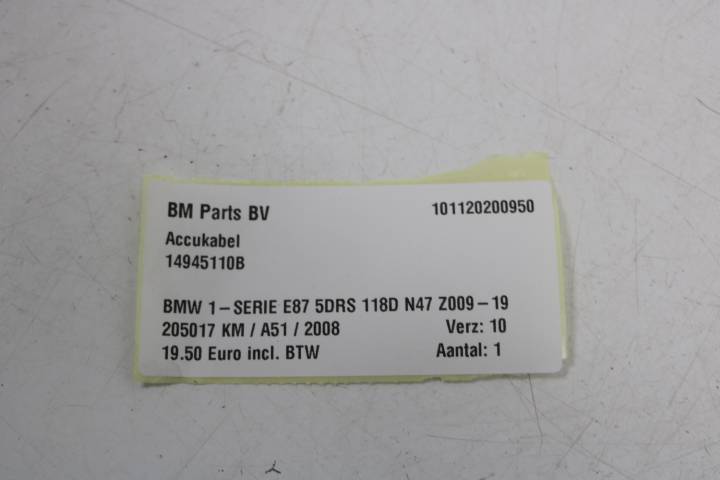 BM Parts BV 101120200950
Accukabel
14945110B
BMW 1-SERIE E87 5DRS 118D N47 Z009-19
205017 KM / A51 / 2008 Verz: 10
19.50 Euro incl. BTW Aantal: 1